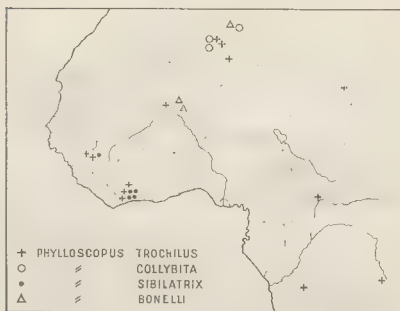 + PHYLLOSCOPUS TROCHILUS
○〃 COLLYBITA
• 〃 SIBILATRIX
△ 〃 BONELLI